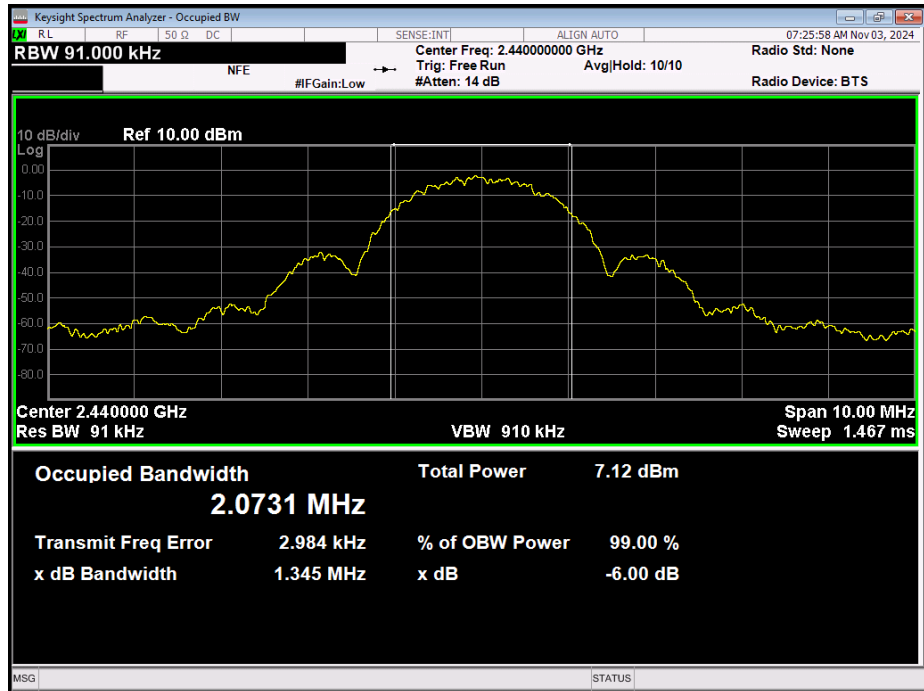 Keysight Spectrum Analyzer - Occupied BW
LXI RL RF 50 Ω DC SENSE:INT ALIGN AUTO 07:25:58 AM Nov 03, 2024
RBW 91.000 kHz
NFE
#IFGain:Low
Center Freq: 2.440000000 GHz
Trig: Free Run Avg|Hold: 10/10
#Atten: 14 dB
Radio Std: None
Radio Device: BTS
10 dB/div Ref 10.00 dBm
Log
0.00
-10.0
-20.0
-30.0
-40.0
-50.0
-60.0
-70.0
-80.0
Center 2.440000 GHz Span 10.00 MHz
Res BW 91 kHz VBW 910 kHz Sweep 1.467 ms
Occupied Bandwidth Total Power 7.12 dBm
2.0731 MHz
Transmit Freq Error 2.984 kHz % of OBW Power 99.00 %
x dB Bandwidth 1.345 MHz x dB -6.00 dB
MSG STATUS